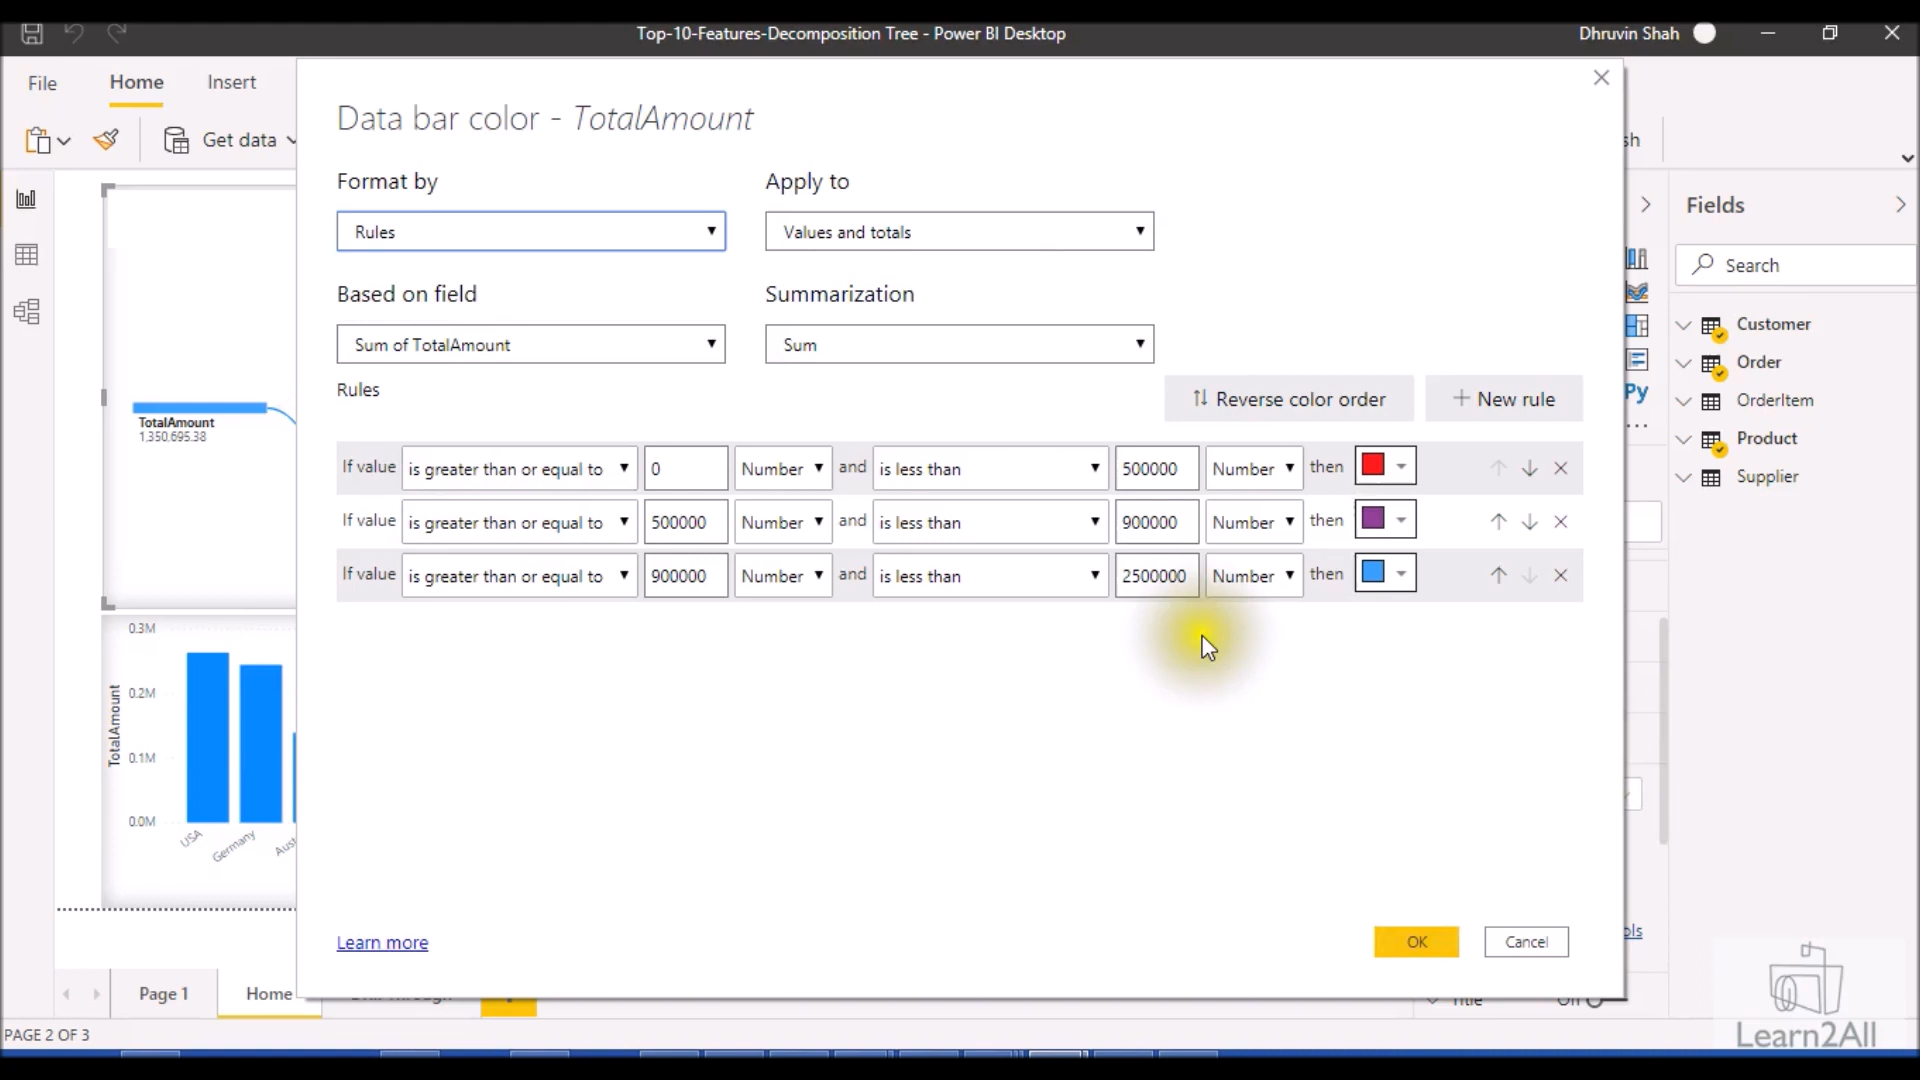 Top-10-Features-Decomposition Tree - Power BI Desktop
Dhruvin Shah
File
Home
Insert
Get data
sh
Data bar color - TotalAmount
Format by
Apply to
Rules
Values and totals
Based on field
Summarization
Sum of TotalAmount
Sum
Rules
Reverse color order
New rule
If value is greater than or equal to 0 Number and is less than 500000 Number then
If value is greater than or equal to 500000 Number and is less than 900000 Number then
If value is greater than or equal to 900000 Number and is less than 2500000 Number then
Learn more
OK
Cancel
TotalAmount
1,350,695.38
0.3M
0.2M
0.1M
0.0M
TotalAmount
USA
Germany
Aust
Fields
Search
Customer
Order
OrderItem
Product
Supplier
Py
ols
Title
Page 1
Home
PAGE 2 OF 3
Learn2All